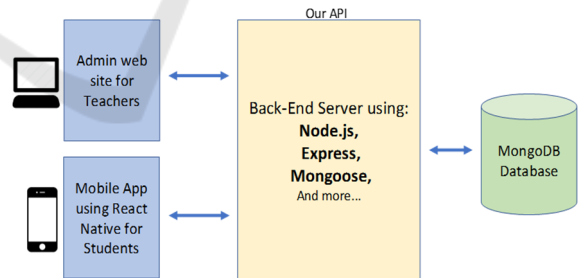 Our API
Admin web
site for
Teachers
Back-End Server using:
Node.js,
Express,
Mongoose,
And more...
MongoDB
Database
Mobile App
using React
Native for
Students